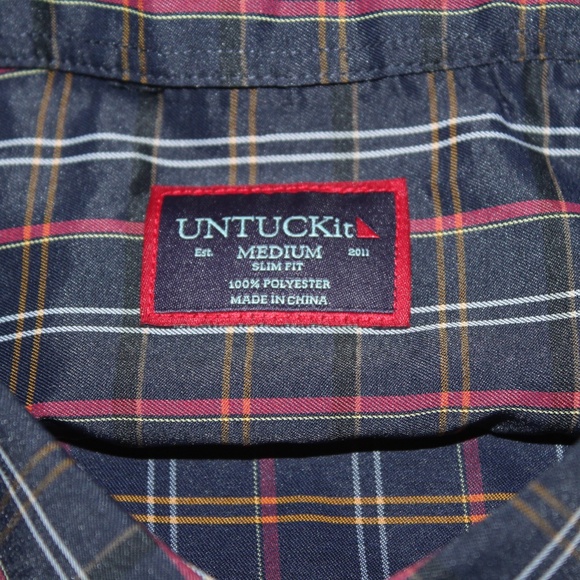 UNTUCKit
Est. MEDIUM 2011
SLIM FIT
100% POLYESTER
MADE IN CHINA